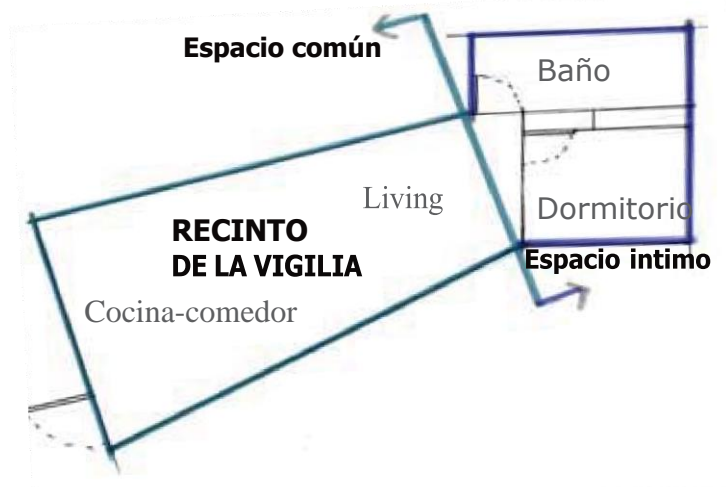 Espacio común
Baño
Living
Dormitorio
RECINTO
DE LA VIGILIA
Espacio intimo
Cocina-comedor